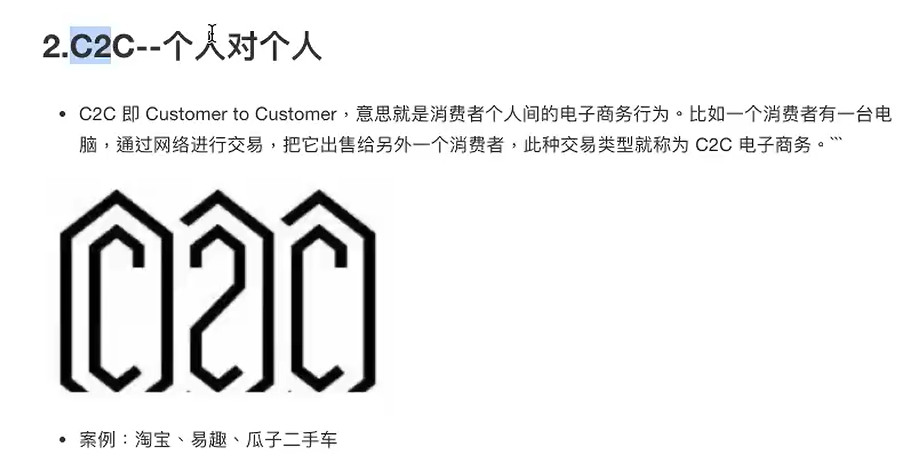 2.C2C--个人对个人
• C2C 即 Customer to Customer，意思就是消费者个人间的电子商务行为。比如一个消费者有一台电
脑，通过网络进行交易，把它出售给另外一个消费者，此种交易类型就称为 C2C 电子商务。```
C2C
• 案例：淘宝、易趣、瓜子二手车